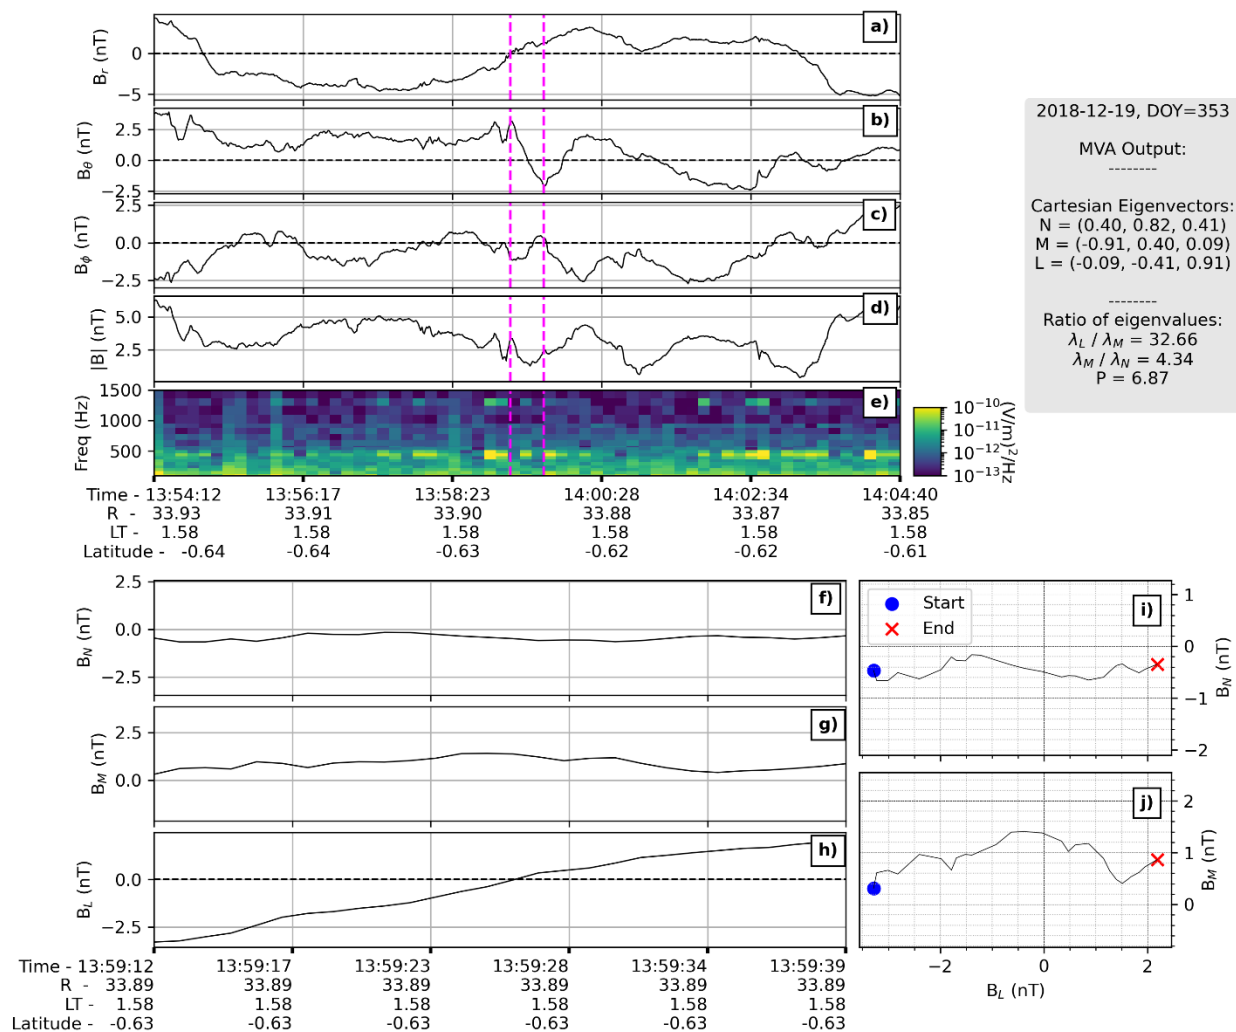 a)
5
0
−5
B_r (nT)
b)
2.5
0.0
−2.5
B_θ (nT)
c)
2.5
0.0
−2.5
B_ϕ (nT)
d)
5.0
2.5
|B| (nT)
e)
1500
1000
500
Freq (Hz)
10^−10
10^−11
10^−12
10^−13
(V/m)²/Hz
Time - 13:54:12 13:56:17 13:58:23 14:00:28 14:02:34 14:04:40
R - 33.93 33.91 33.90 33.88 33.87 33.85
LT - 1.58 1.58 1.58 1.58 1.58 1.58
Latitude - -0.64 -0.64 -0.63 -0.62 -0.62 -0.61
2018-12-19, DOY=353
MVA Output:
--------
Cartesian Eigenvectors:
N = (0.40, 0.82, 0.41)
M = (-0.91, 0.40, 0.09)
L = (-0.09, -0.41, 0.91)
--------
Ratio of eigenvalues:
λ_L / λ_M = 32.66
λ_M / λ_N = 4.34
P = 6.87
f)
2.5
0.0
−2.5
B_N (nT)
g)
2.5
0.0
B_M (nT)
h)
0.0
−2.5
B_L (nT)
Time - 13:59:12 13:59:17 13:59:23 13:59:28 13:59:34 13:59:39
R - 33.89 33.89 33.89 33.89 33.89 33.89
LT - 1.58 1.58 1.58 1.58 1.58 1.58
Latitude - -0.63 -0.63 -0.63 -0.63 -0.63 -0.63
Start
End
i)
1
0
−1
−2
B_N (nT)
j)
2
1
0
B_M (nT)
−2 0 2
B_L (nT)